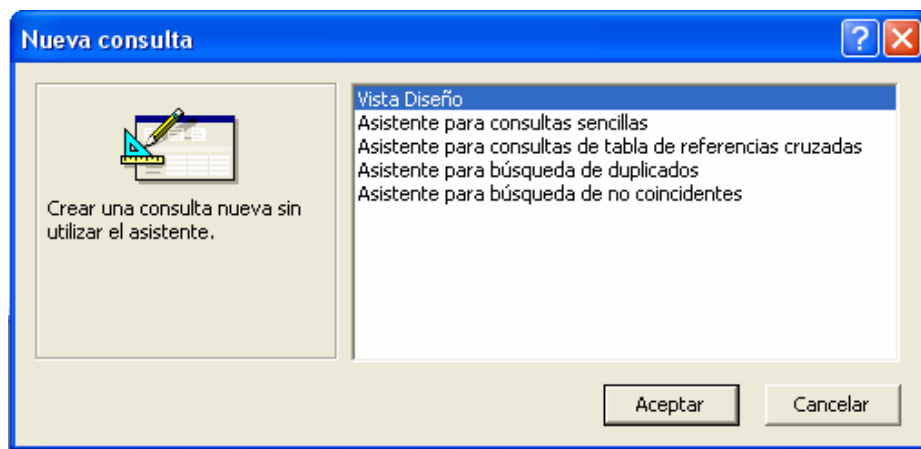 Nueva consulta
Crear una consulta nueva sin
utilizar el asistente.
Vista Diseño
Asistente para consultas sencillas
Asistente para consultas de tabla de referencias cruzadas
Asistente para búsqueda de duplicados
Asistente para búsqueda de no coincidentes
Aceptar
Cancelar